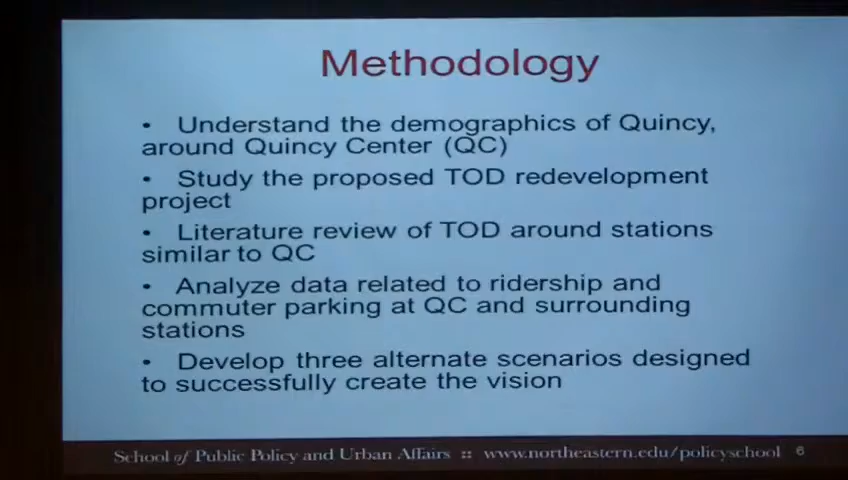 Methodology
• Understand the demographics of Quincy,
around Quincy Center (QC)
• Study the proposed TOD redevelopment
project
• Literature review of TOD around stations
similar to QC
• Analyze data related to ridership and
commuter parking at QC and surrounding
stations
• Develop three alternate scenarios designed
to successfully create the vision
School of Public Policy and Urban Affairs :: www.northeastern.edu/policyschool 6